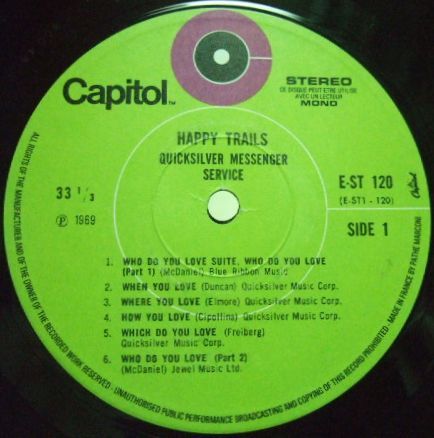 Capitol™
STEREO
CE DISQUE PEUT ETRE UTILISE
AVEC UN LECTEUR
MONO
HAPPY TRAILS
QUICKSILVER MESSENGER
SERVICE
33 1/3
℗ 1969
E-ST 120
(E-ST1 - 120)
SIDE 1
1. WHO DO YOU LOVE SUITE, WHO DO YOU LOVE
(Part 1) (McDaniel) Blue Ribbon Music
2. WHEN YOU LOVE (Duncan) Quicksilver Music Corp.
3. WHERE YOU LOVE (Elmore) Quicksilver Music Corp.
4. HOW YOU LOVE (Cipollina) Quicksilver Music Corp.
5. WHICH DO YOU LOVE (Freiberg)
Quicksilver Music Corp.
6. WHO DO YOU LOVE (Part 2)
(McDaniel) Jewel Music Ltd.
ALL RIGHTS OF THE MANUFACTURER AND OF THE OWNER OF THE RECORDED WORK RESERVED - UNAUTHORISED PUBLIC PERFORMANCE BROADCASTING AND COPYING OF THIS RECORD PROHIBITED - MADE IN FRANCE BY PATHE MARCONI
Capitol